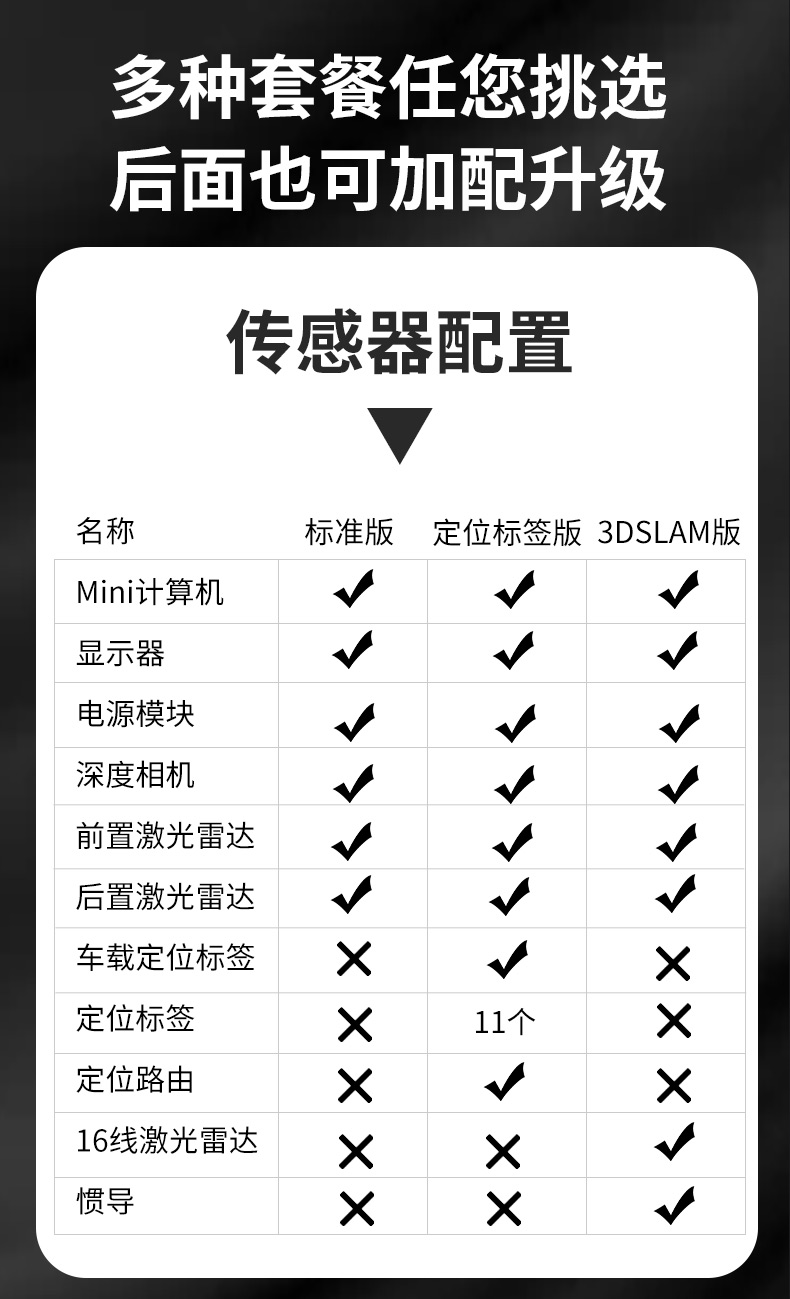 多种套餐任您挑选
后面也可加配升级
传感器配置
名称 标准版 定位标签版 3DSLAM版
Mini计算机
显示器
电源模块
深度相机
前置激光雷达
后置激光雷达
车载定位标签
定位标签 11个
定位路由
16线激光雷达
惯导